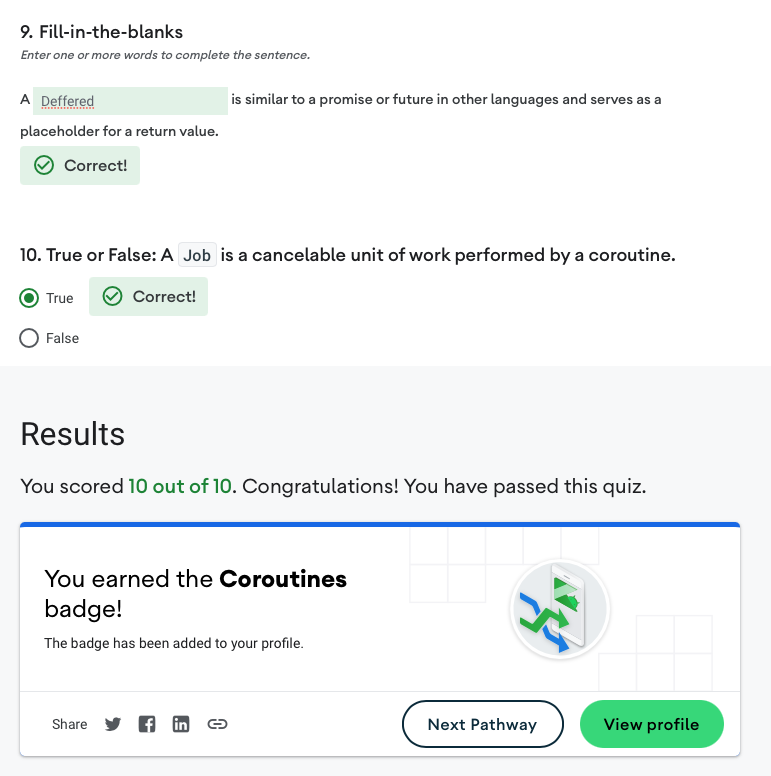 9. Fill-in-the-blanks
Enter one or more words to complete the sentence.
A Deffered is similar to a promise or future in other languages and serves as a
placeholder for a return value.
Correct!
10. True or False: A Job is a cancelable unit of work performed by a coroutine.
True Correct!
False
Results
You scored 10 out of 10. Congratulations! You have passed this quiz.
You earned the Coroutines
badge!
The badge has been added to your profile.
Share Next Pathway View profile